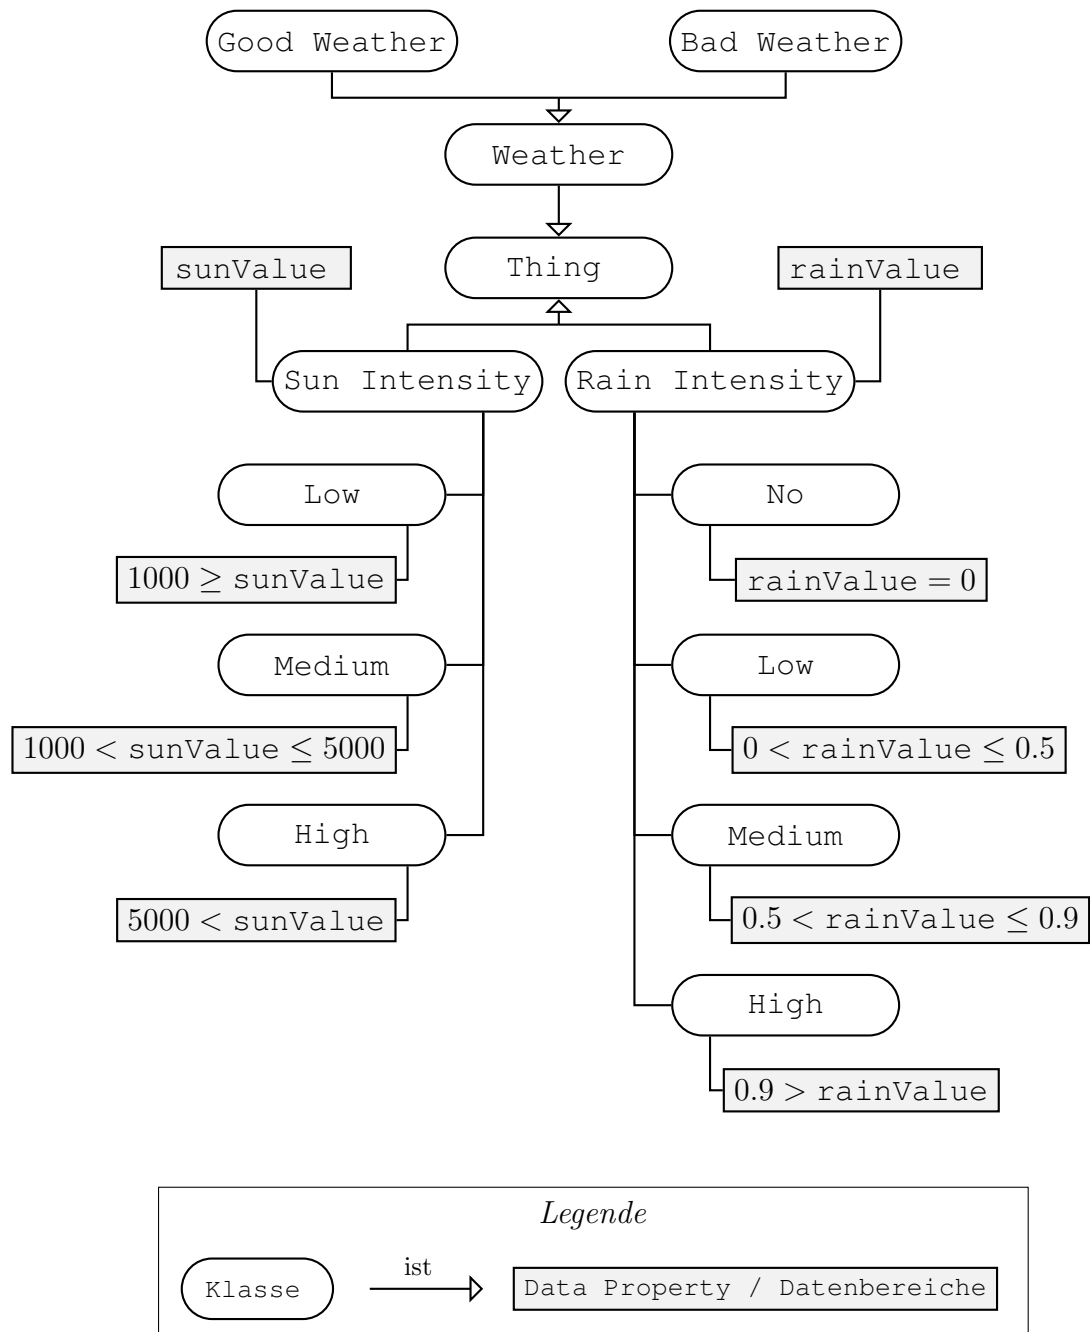 Good Weather
Bad Weather
Weather
sunValue
Thing
rainValue
Sun Intensity
Rain Intensity
Low
No
1000 ≥ sunValue
rainValue = 0
Medium
Low
1000 < sunValue ≤ 5000
0 < rainValue ≤ 0.5
High
Medium
5000 < sunValue
0.5 < rainValue ≤ 0.9
High
0.9 > rainValue
Legende
Klasse
ist
Data Property / Datenbereiche